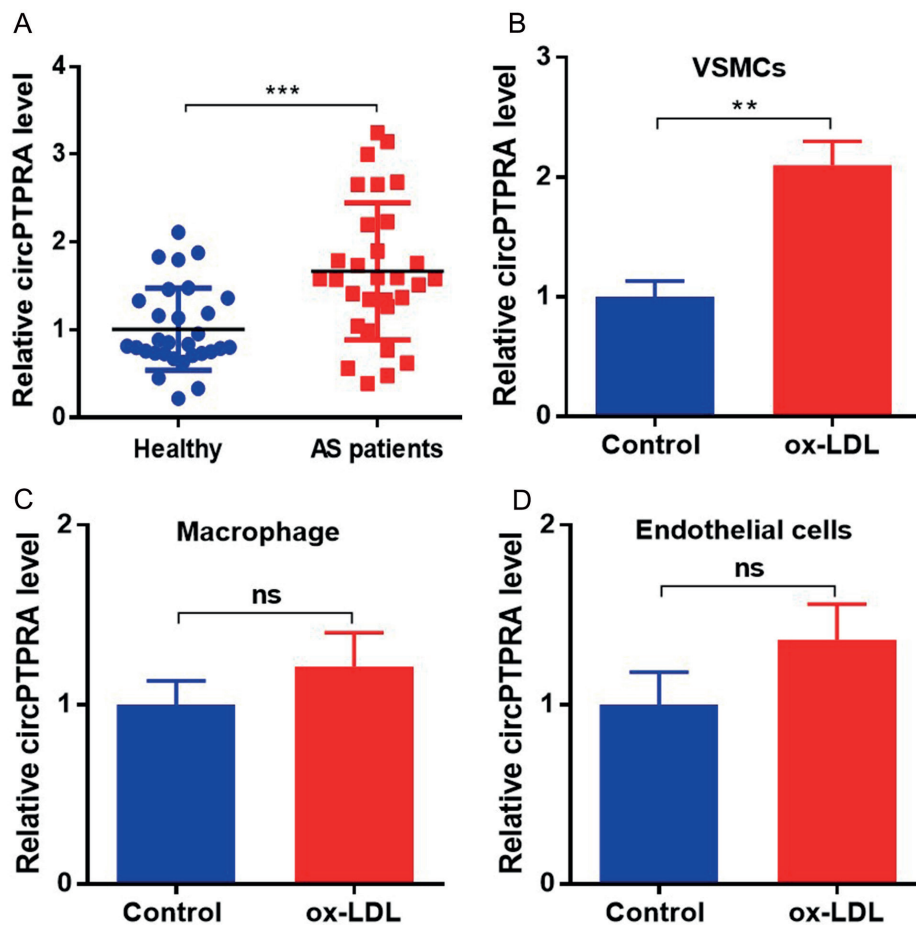 A
Relative circPTPRA level
4
3
2
1
0
***
Healthy
AS patients
B
Relative circPTPRA level
3
2
1
0
VSMCs
**
Control
ox-LDL
C
Relative circPTPRA level
2
1
0
Macrophage
ns
Control
ox-LDL
D
Relative circPTPRA level
2
1
0
Endothelial cells
ns
Control
ox-LDL